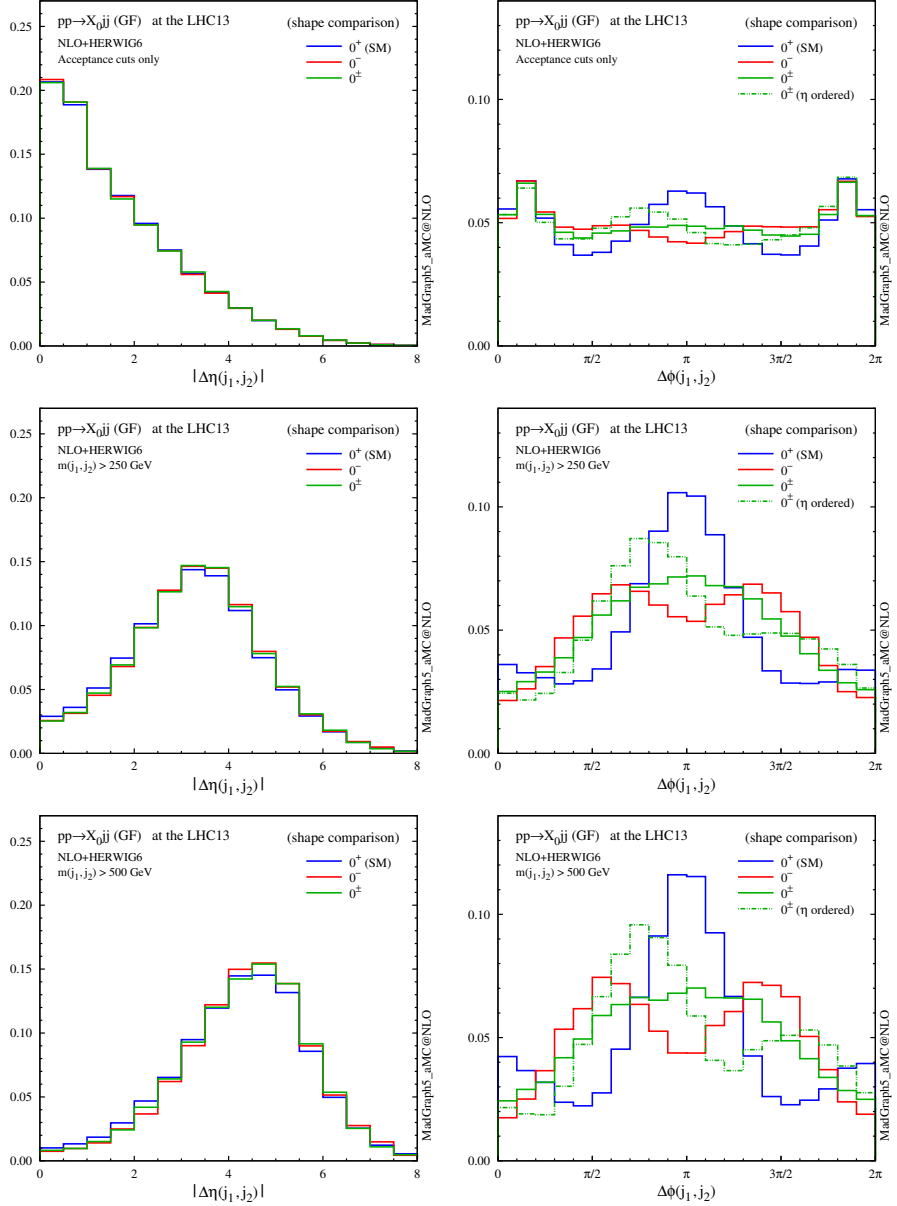 pp→X₀jj (GF) at the LHC13 (shape comparison)
NLO+HERWIG6
Acceptance cuts only
0⁺ (SM)
0⁻
0±
0.25
0.20
0.15
0.10
0.05
0.00
0 2 4 6 8
|Δη(j₁, j₂)|
MadGraph5_aMC@NLO
pp→X₀jj (GF) at the LHC13 (shape comparison)
NLO+HERWIG6
Acceptance cuts only
0⁺ (SM)
0⁻
0±
0± (η ordered)
0.10
0.05
0.00
0 π/2 π 3π/2 2π
Δϕ(j₁, j₂)
MadGraph5_aMC@NLO
pp→X₀jj (GF) at the LHC13 (shape comparison)
NLO+HERWIG6
m(j₁, j₂) > 250 GeV
0⁺ (SM)
0⁻
0±
0.25
0.20
0.15
0.10
0.05
0.00
0 2 4 6 8
|Δη(j₁, j₂)|
MadGraph5_aMC@NLO
pp→X₀jj (GF) at the LHC13 (shape comparison)
NLO+HERWIG6
m(j₁, j₂) > 250 GeV
0⁺ (SM)
0⁻
0±
0± (η ordered)
0.10
0.05
0.00
0 π/2 π 3π/2 2π
Δϕ(j₁, j₂)
MadGraph5_aMC@NLO
pp→X₀jj (GF) at the LHC13 (shape comparison)
NLO+HERWIG6
m(j₁, j₂) > 500 GeV
0⁺ (SM)
0⁻
0±
0.25
0.20
0.15
0.10
0.05
0.00
0 2 4 6 8
|Δη(j₁, j₂)|
MadGraph5_aMC@NLO
pp→X₀jj (GF) at the LHC13 (shape comparison)
NLO+HERWIG6
m(j₁, j₂) > 500 GeV
0⁺ (SM)
0⁻
0±
0± (η ordered)
0.10
0.05
0.00
0 π/2 π 3π/2 2π
Δϕ(j₁, j₂)
MadGraph5_aMC@NLO